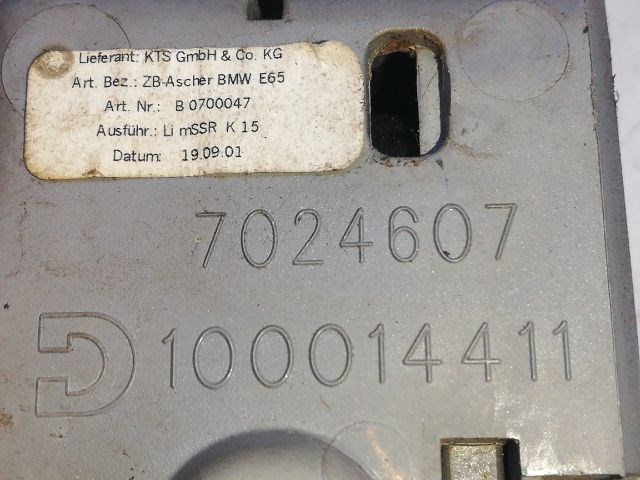 Lieferant: KTS GmbH & Co. KG
Art. Bez.: ZB-Ascher BMW E65
Art. Nr.: B 0700047
Ausführ.: Li mSSR K 15
Datum: 19.09.01
7024607
D 100014411